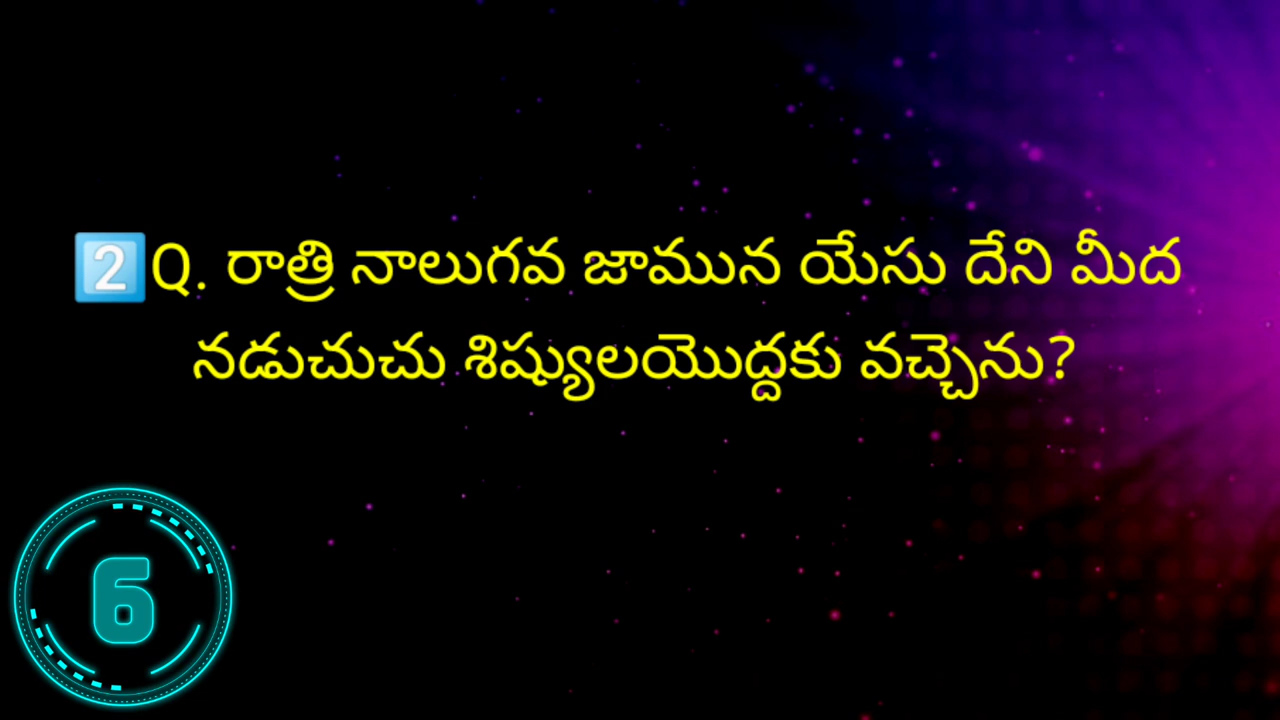 2️⃣Q. రాత్రి నాలుగవ జామున యేసు దేని మీద
నడుచుచు శిష్యులయొద్దకు వచ్చెను?
6